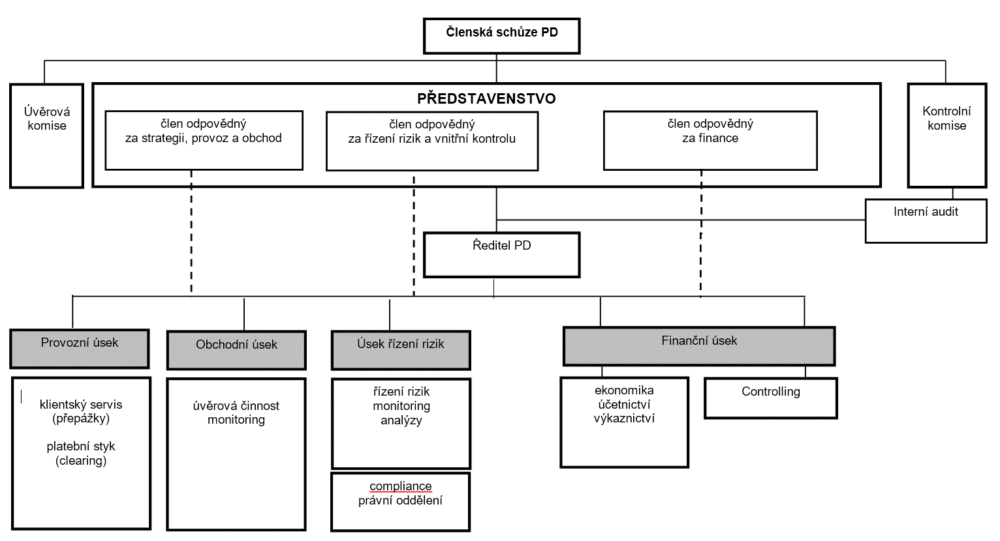 Členská schůze PD
Úvěrová
komise
PŘEDSTAVENSTVO
člen odpovědný
za strategii, provoz a obchod
člen odpovědný
za řízení rizik a vnitřní kontrolu
člen odpovědný
za finance
Kontrolní
komise
Interní audit
Ředitel PD
Provozní úsek
Obchodní úsek
Úsek řízení rizik
Finanční úsek
klientský servis
(přepážky)
platební styk
(clearing)
úvěrová činnost
monitoring
řízení rizik
monitoring
analýzy
compliance
právní oddělení
ekonomika
účetnictví
výkaznictví
Controlling